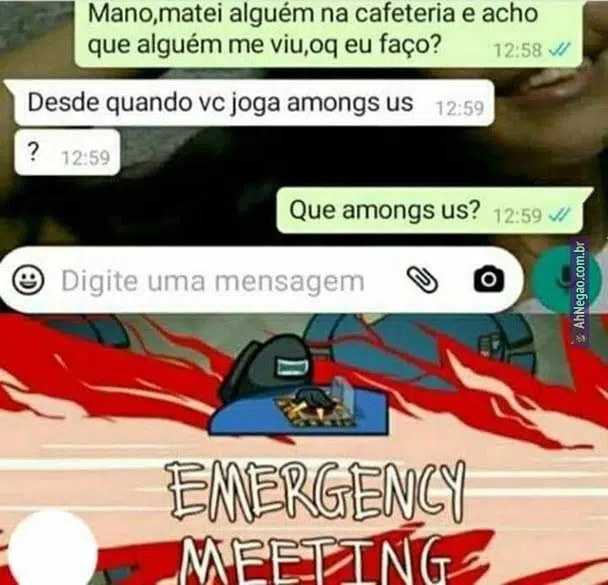 Mano,matei alguém na cafeteria e acho
que alguém me viu,oq eu faço? 12:58
Desde quando vc joga amongs us 12:59
? 12:59
Que amongs us? 12:59
Digite uma mensagem
AhNegao.com.br
EMERGENCY
MEETING